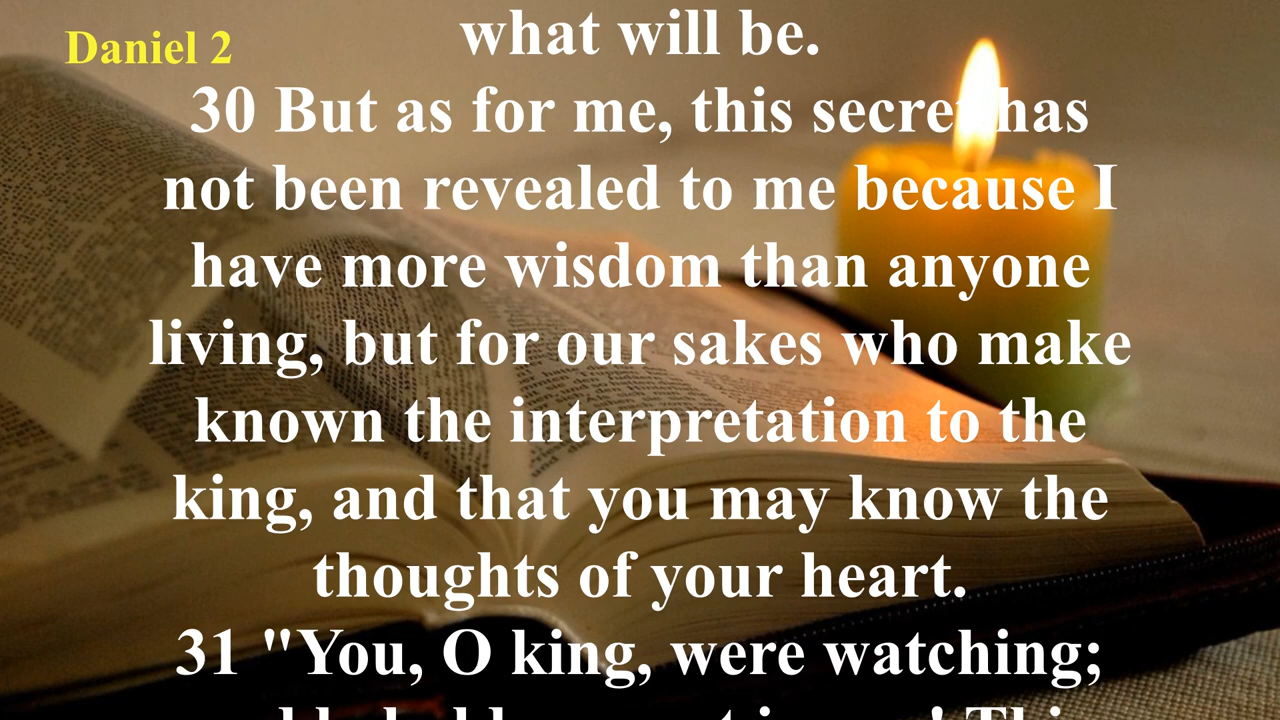 Daniel 2
what will be.
30 But as for me, this secret has
not been revealed to me because I
have more wisdom than anyone
living, but for our sakes who make
known the interpretation to the
king, and that you may know the
thoughts of your heart.
31 "You, O king, were watching;